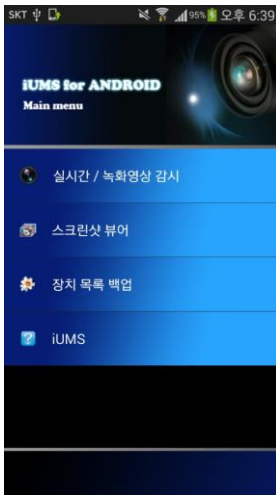 SKT 95% 오후 6:39
iUMS for ANDROID
Main menu
실시간 / 녹화영상 감시
스크린샷 뷰어
장치 목록 백업
iUMS